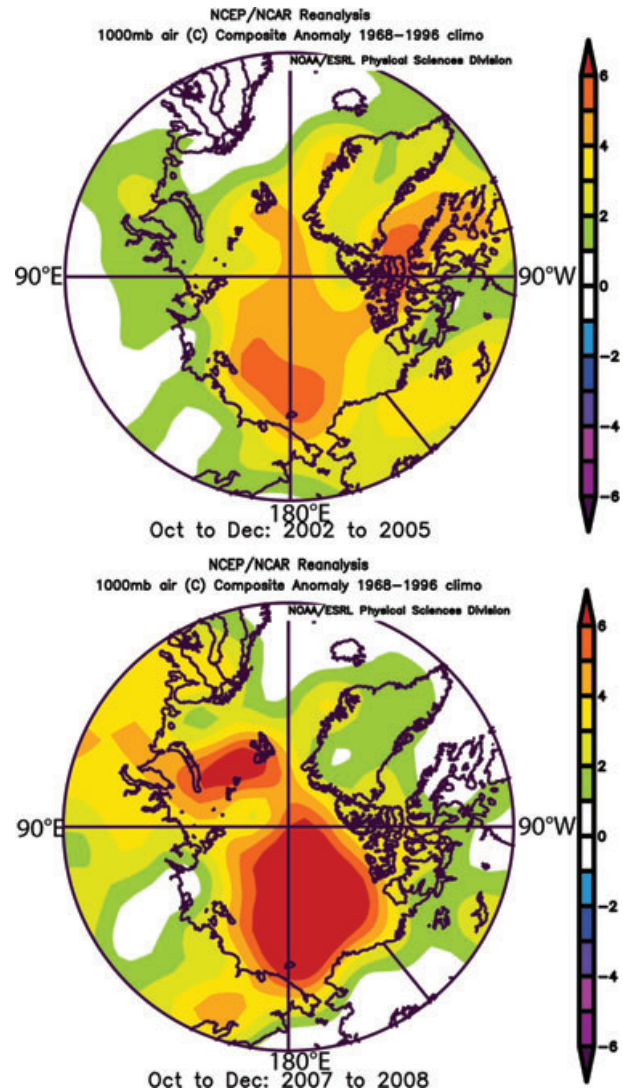 NCEP/NCAR Reanalysis
1000mb air (C) Composite Anomaly 1968-1996 climo
NOAA/ESRL Physical Sciences Division
6
4
2
0
-2
-4
-6
90°E
90°W
180°E
Oct to Dec: 2002 to 2005
NCEP/NCAR Reanalysis
1000mb air (C) Composite Anomaly 1968-1996 climo
NOAA/ESRL Physical Sciences Division
6
4
2
0
-2
-4
-6
90°E
90°W
180°E
Oct to Dec: 2007 to 2008